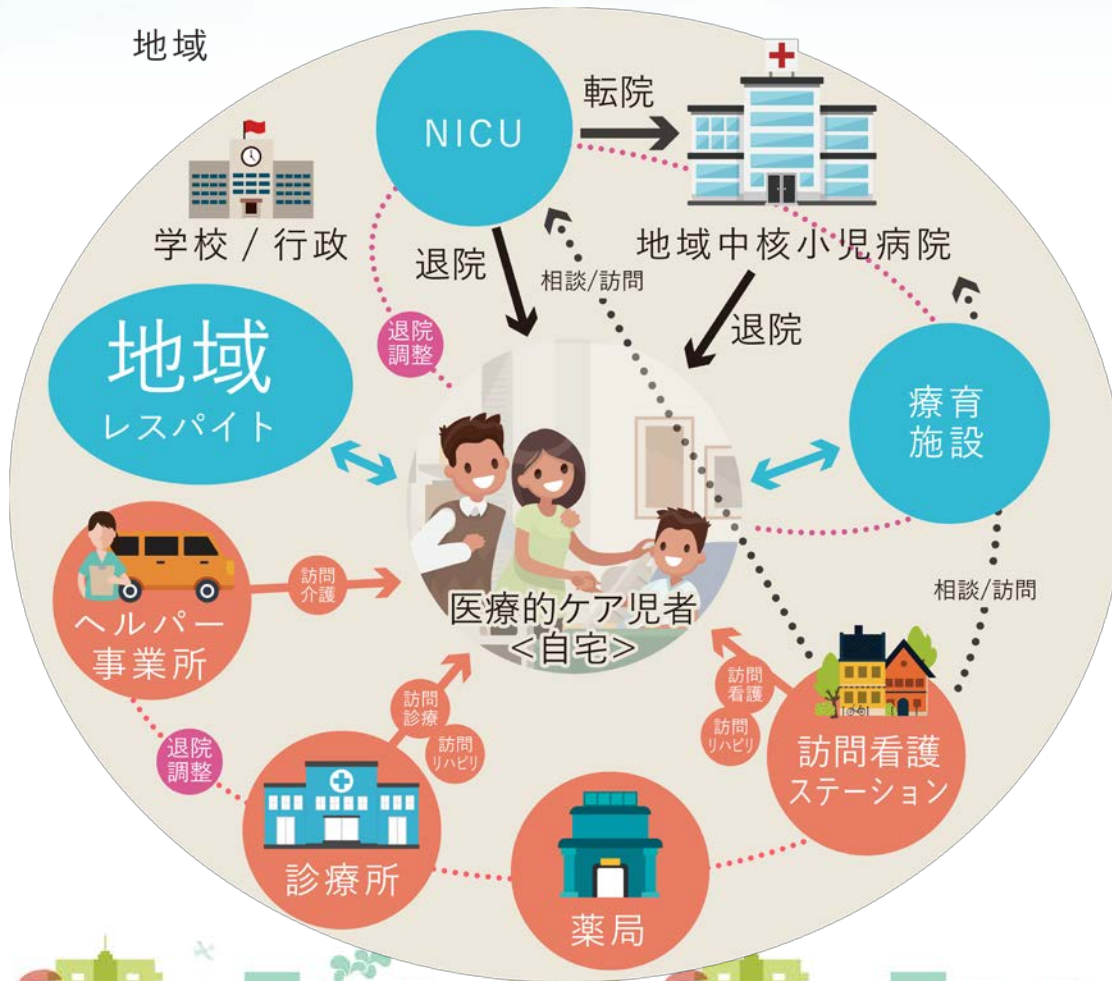 地域
NICU
転院
学校 / 行政
地域中核小児病院
退院
相談/訪問
退院
調整
退院
地域
レスパイト
療育
施設
訪問
介護
ヘルパー
事業所
医療的ケア児者
<自宅>
相談/訪問
訪問
診療
訪問
リハビリ
訪問
看護
訪問
リハビリ
退院
調整
訪問看護
ステーション
診療所
薬局